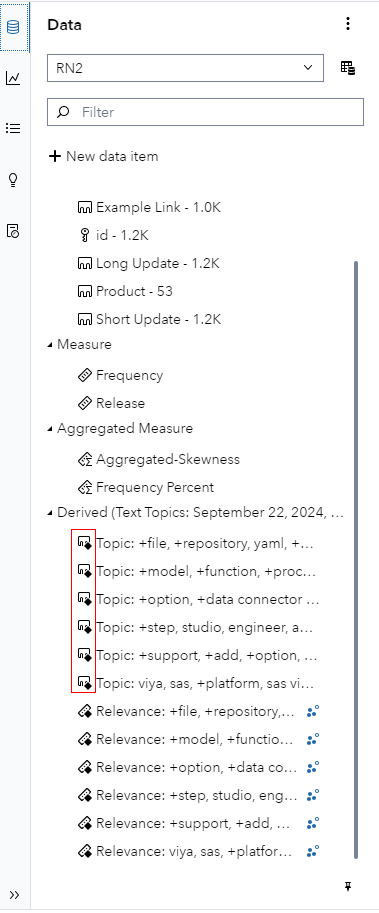 Data
RN2
Filter
New data item
Example Link - 1.0K
id - 1.2K
Long Update - 1.2K
Product - 53
Short Update - 1.2K
Measure
Frequency
Release
Aggregated Measure
Aggregated-Skewness
Frequency Percent
Derived (Text Topics: September 22, 2024, ...
Topic: +file, +repository, yaml, +...
Topic: +model, +function, +proc...
Topic: +option, +data connector ...
Topic: +step, studio, engineer, a...
Topic: +support, +add, +option, ...
Topic: viya, sas, +platform, sas vi...
Relevance: +file, +repository,...
Relevance: +model, +functio...
Relevance: +option, +data co...
Relevance: +step, studio, eng...
Relevance: +support, +add, ...
Relevance: viya, sas, +platfor...